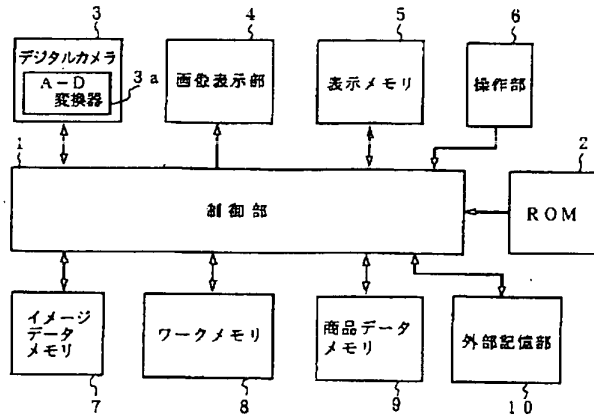 3
デジタルカメラ
A－D
変換器
3a
4
画像表示部
5
表示メモリ
6
操作部
1
制御部
2
ROM
イメージ
データ
メモリ
7
ワークメモリ
8
商品データ
メモリ
9
外部記憶部
10